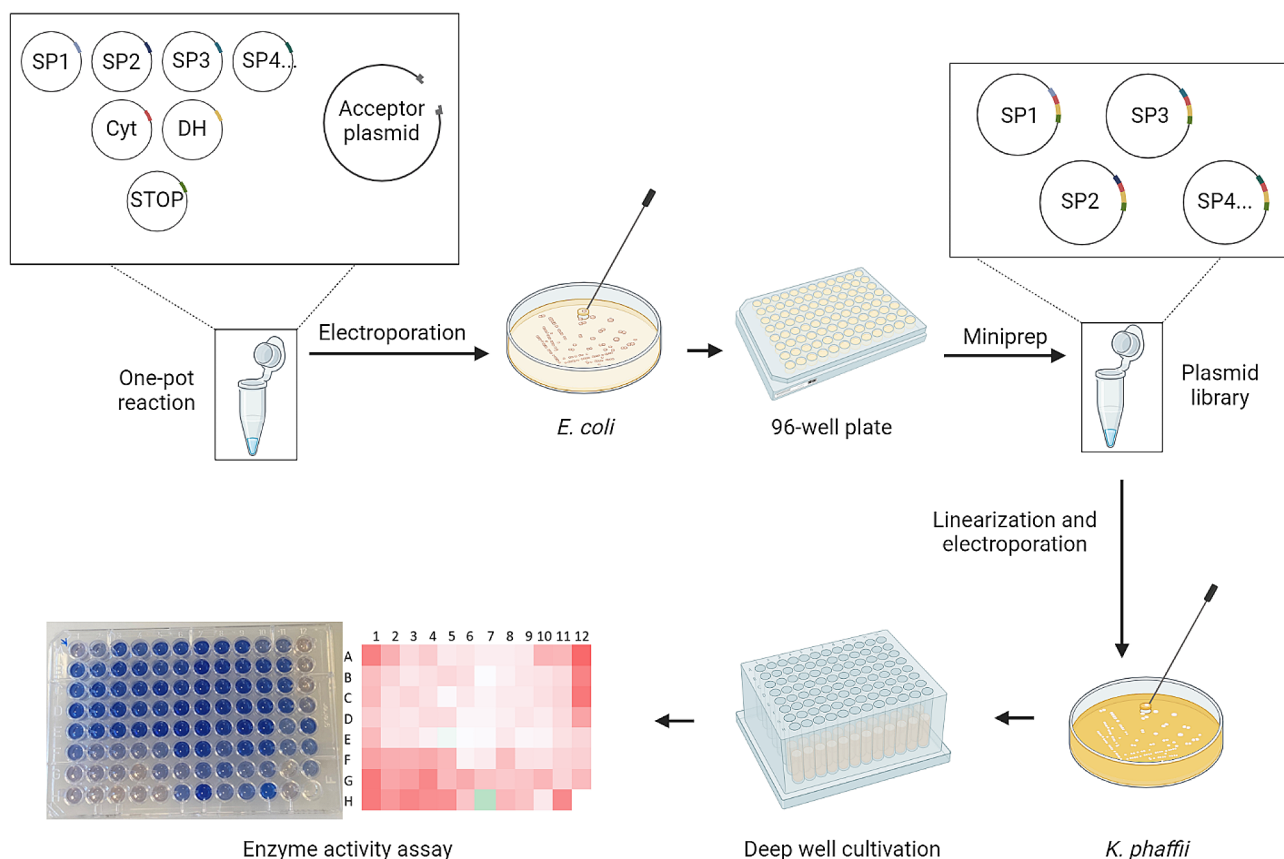 SP1
SP2
SP3
SP4...
Cyt
DH
STOP
Acceptor
plasmid
One-pot
reaction
Electroporation
E. coli
96-well plate
Miniprep
SP1
SP3
SP2
SP4...
Plasmid
library
Linearization and
electroporation
K. phaffii
Deep well cultivation
1 2 3 4 5 6 7 8 9 10 11 12
A
B
C
D
E
F
G
H
Enzyme activity assay